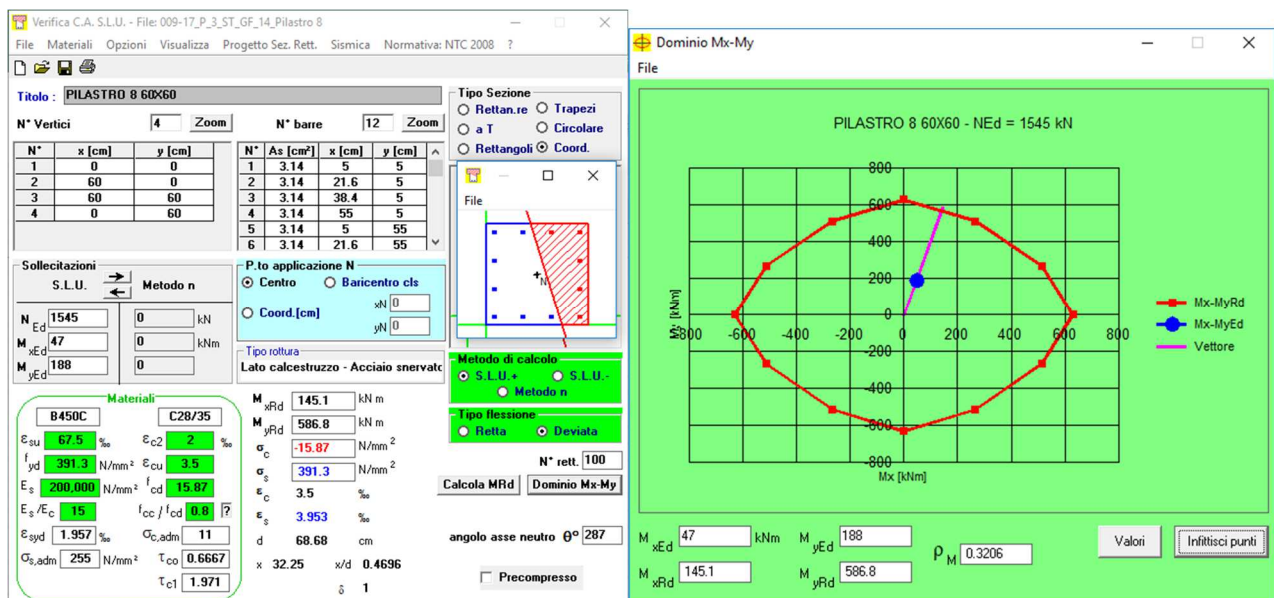 Verifica C.A. S.L.U. - File: 009-17_P_3_ST_GF_14_Pilastro 8
File Materiali Opzioni Visualizza Progetto Sez. Rett. Sismica Normativa: NTC 2008 ?
Titolo : PILASTRO 8 60X60
N° Vertici 4 Zoom N° barre 12 Zoom
N° x [cm] y [cm]
1 0 0
2 60 0
3 60 60
4 0 60
N° As [cm²] x [cm] y [cm]
1 3.14 5 5
2 3.14 21.6 5
3 3.14 38.4 5
4 3.14 55 5
5 3.14 5 55
6 3.14 21.6 55
Tipo Sezione
Rettan.re Trapezi
a T Circolare
Rettangoli Coord.
File
N
Sollecitazioni
S.L.U. Metodo n
N Ed 1545 0 kN
M xEd 47 0 kNm
M yEd 188 0
P.to applicazione N
Centro Baricentro cls
Coord.[cm] xN 0
yN 0
Tipo rottura
Lato calcestruzzo - Acciaio snervato
Metodo di calcolo
S.L.U.+ S.L.U.-
Metodo n
Tipo flessione
Retta Deviata
N° rett. 100
Calcola MRd Dominio Mx-My
angolo asse neutro θ° 287
Precompresso
Materiali
B450C C28/35
εsu 67.5 ‰ εc2 2 ‰
fyd 391.3 N/mm² εcu 3.5
Es 200,000 N/mm² fcd 15.87
Es/Ec 15 fcc / fcd 0.8 ?
εsyd 1.957 ‰ σc,adm 11
σs,adm 255 N/mm² τco 0.6667
τc1 1.971
M xRd 145.1 kN m
M yRd 586.8 kN m
σc -15.87 N/mm²
σs 391.3 N/mm²
εc 3.5 ‰
εs 3.953 ‰
d 68.68 cm
x 32.25 x/d 0.4696
δ 1
Dominio Mx-My
File
PILASTRO 8 60X60 - NEd = 1545 kN
800
600
400
200
0
-200
-400
-600
-800
-800 -600 -400 -200 0 200 400 600 800
Mx [kNm]
Mx-MyRd
Mx-MyEd
Vettore
M xEd 47 kNm M yEd 188
M xRd 145.1 M yRd 586.8
ρM 0.3206
Valori Infittisci punti